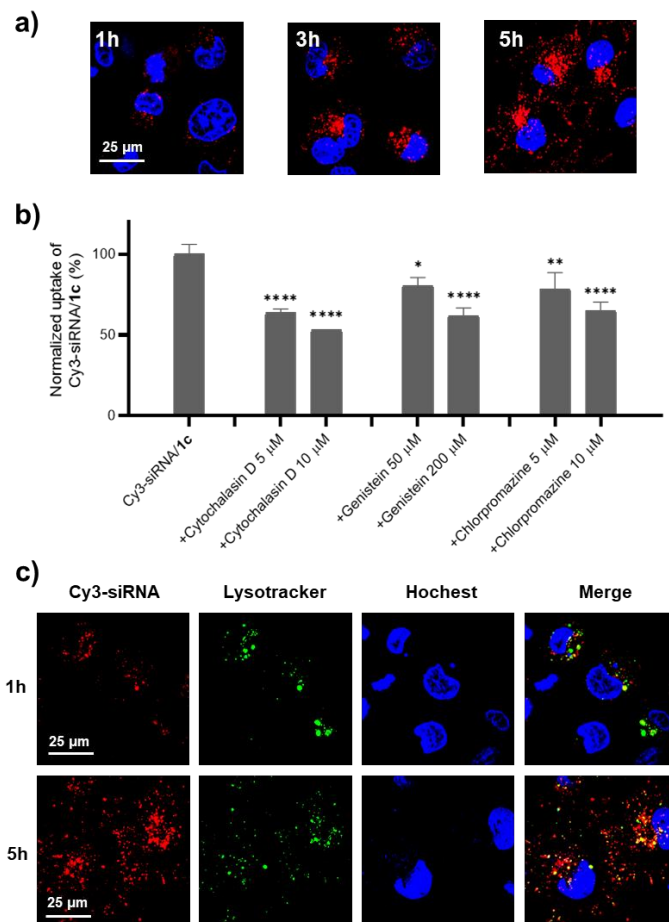 a)
1h
3h
5h
25 µm
b)
Normalized uptake of
Cy3-siRNA/1c (%)
100
50
0
****
****
*
****
**
****
Cy3-siRNA/1c
+Cytochalasin D 5 µM
+Cytochalasin D 10 µM
+Genistein 50 µM
+Genistein 200 µM
+Chlorpromazine 5 µM
+Chlorpromazine 10 µM
c)
Cy3-siRNA
Lysotracker
Hochest
Merge
1h
25 µm
5h
25 µm